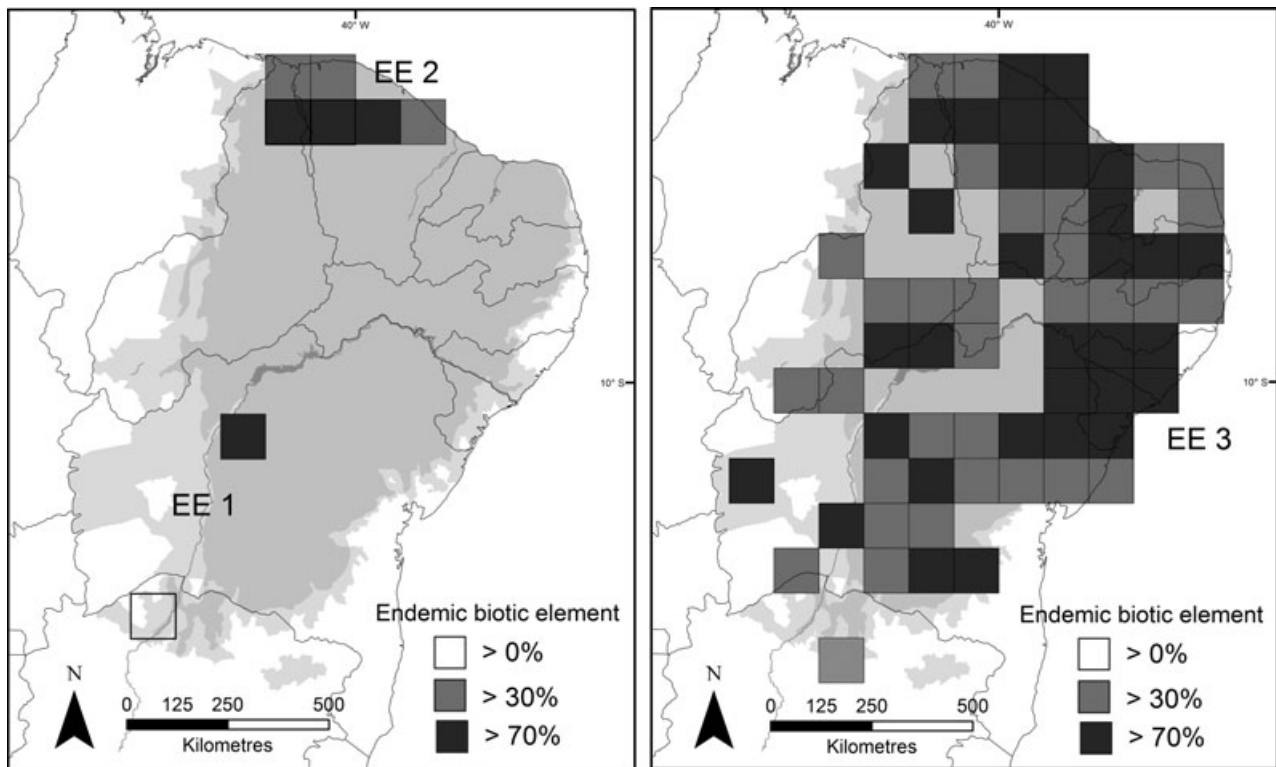 40° W
EE 2
EE 1
Endemic biotic element
> 0%
> 30%
> 70%
N
0 125 250 500
Kilometres
40° W
10° S
EE 3
Endemic biotic element
> 0%
> 30%
> 70%
N
0 125 250 500
Kilometres